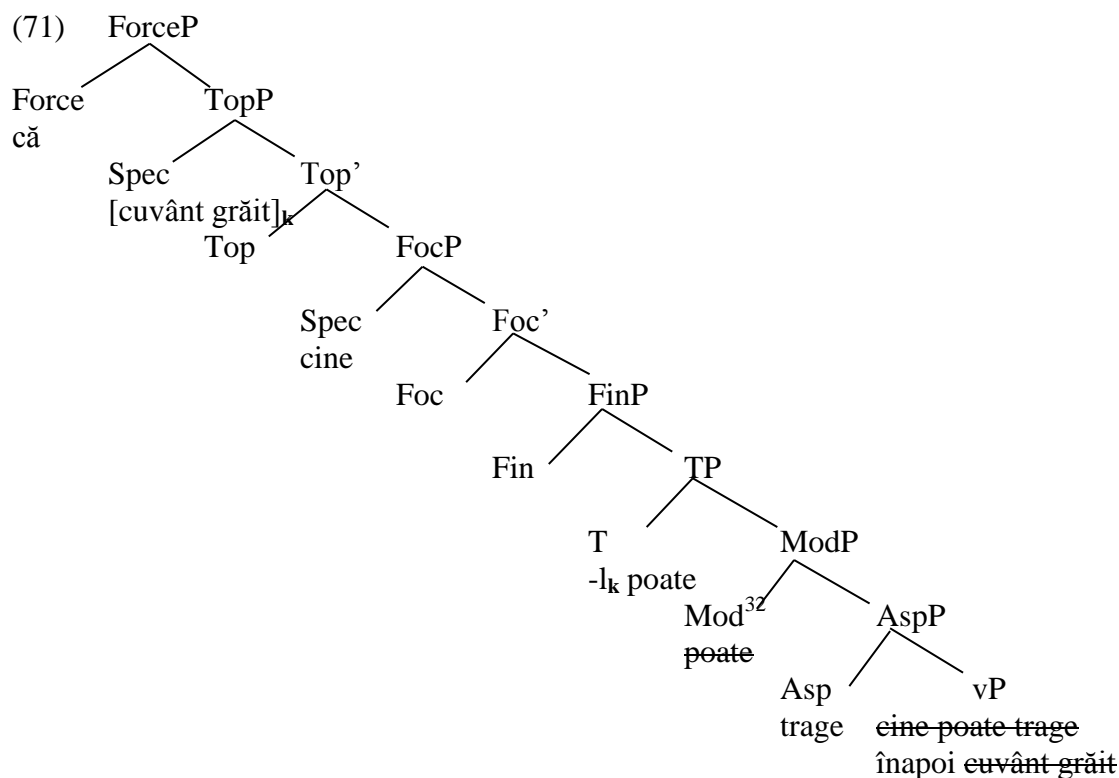 (71) ForceP
Force TopP
că
Spec Top’
[cuvânt grăit]k
Top FocP
Spec Foc’
cine
Foc FinP
Fin TP
T ModP
-lk poate
Mod32 AspP
poate
Asp vP
trage cine poate trage
înapoi cuvânt grăit